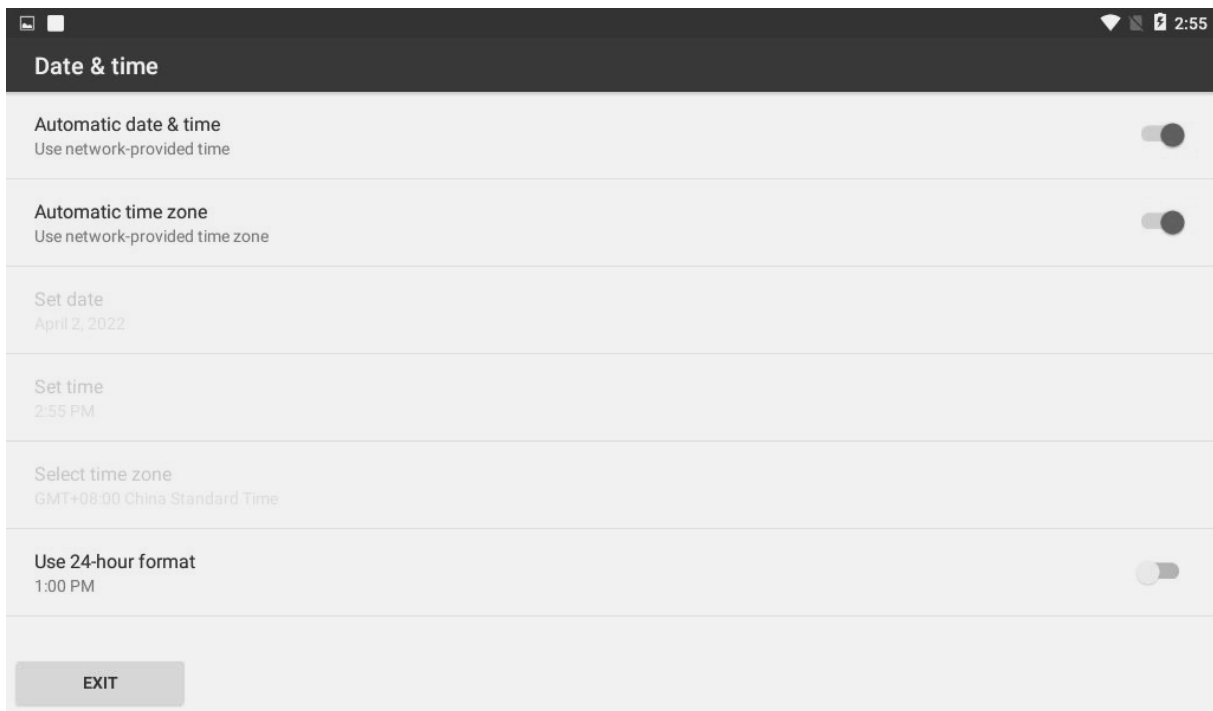 2:55
Date & time
Automatic date & time
Use network-provided time
Automatic time zone
Use network-provided time zone
Set date
April 2, 2022
Set time
2:55 PM
Select time zone
GMT+08:00 China Standard Time
Use 24-hour format
1:00 PM
EXIT